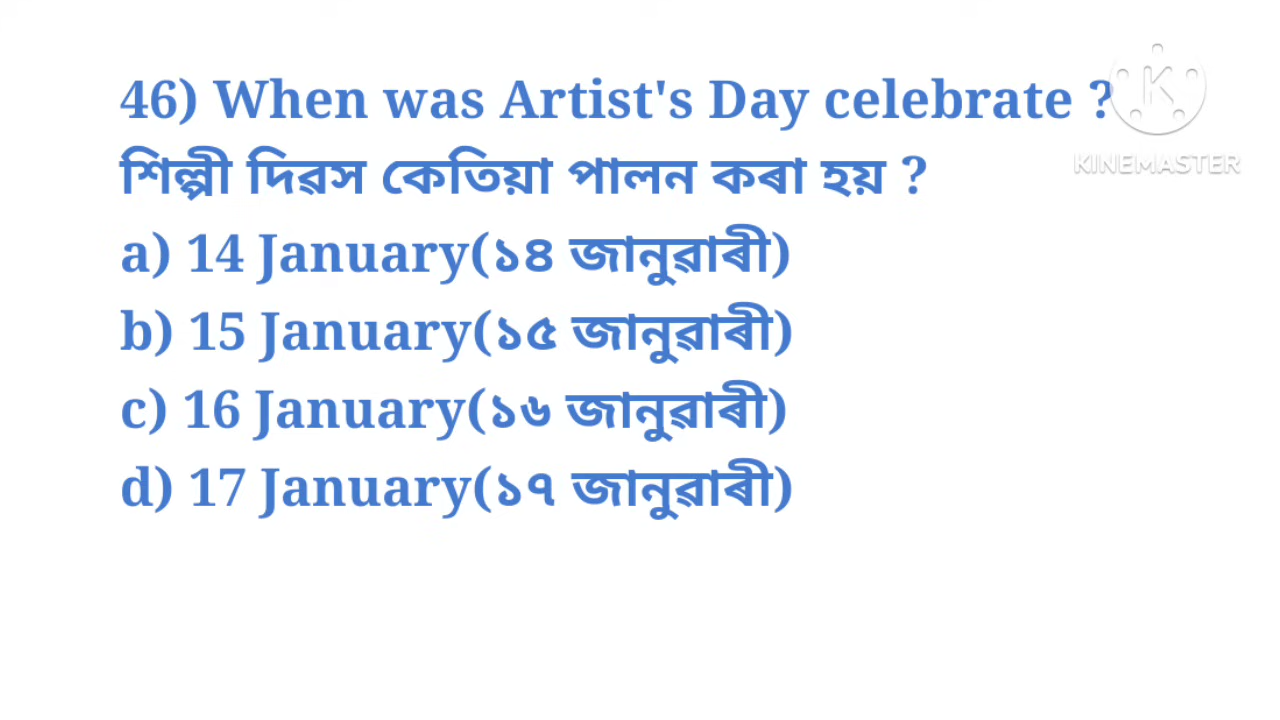 46) When was Artist's Day celebrate ?
শিল্পী দিৱস কেতিয়া পালন কৰা হয় ?
a) 14 January(১৪ জানুৱাৰী)
b) 15 January(১৫ জানুৱাৰী)
c) 16 January(১৬ জানুৱাৰী)
d) 17 January(১৭ জানুৱাৰী)
KINEMASTER